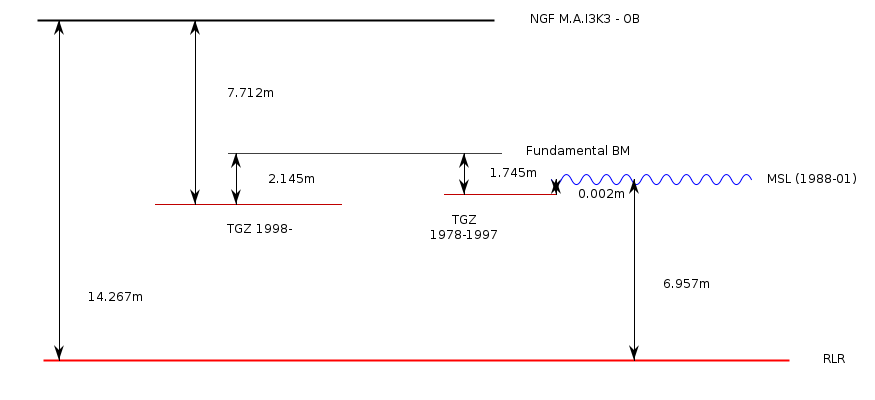 NGF M.A.I3K3 - 0B
7.712m
Fundamental BM
2.145m
1.745m
MSL (1988-01)
0.002m
TGZ 1998-
TGZ
1978-1997
14.267m
6.957m
RLR